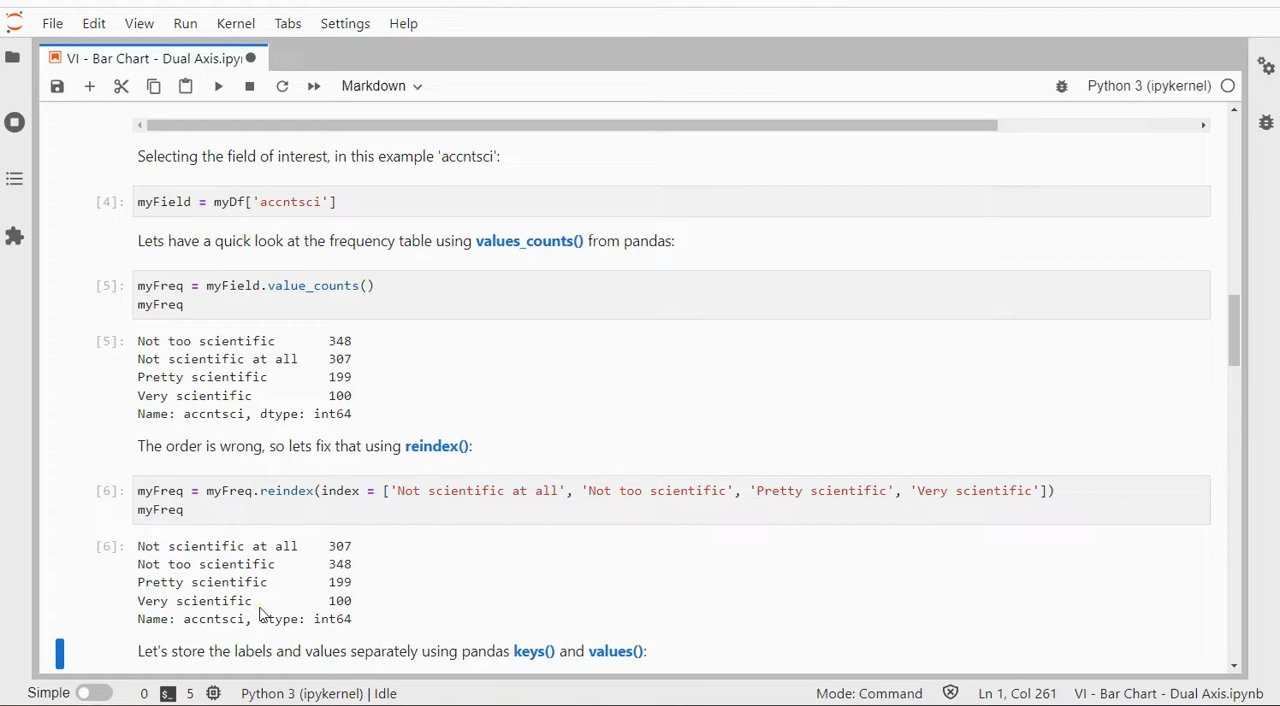 File Edit View Run Kernel Tabs Settings Help
VI - Bar Chart - Dual Axis.ipyn
Markdown
Python 3 (ipykernel)
Selecting the field of interest, in this example 'accntsci':
[4]: myField = myDf['accntsci']
Lets have a quick look at the frequency table using values_counts() from pandas:
[5]: myFreq = myField.value_counts()
myFreq
[5]: Not too scientific 348
Not scientific at all 307
Pretty scientific 199
Very scientific 100
Name: accntsci, dtype: int64
The order is wrong, so lets fix that using reindex():
[6]: myFreq = myFreq.reindex(index = ['Not scientific at all', 'Not too scientific', 'Pretty scientific', 'Very scientific'])
myFreq
[6]: Not scientific at all 307
Not too scientific 348
Pretty scientific 199
Very scientific 100
Name: accntsci, dtype: int64
Let's store the labels and values separately using pandas keys() and values():
Simple 0 5 Python 3 (ipykernel) | Idle Mode: Command Ln 1, Col 261 VI - Bar Chart - Dual Axis.ipynb